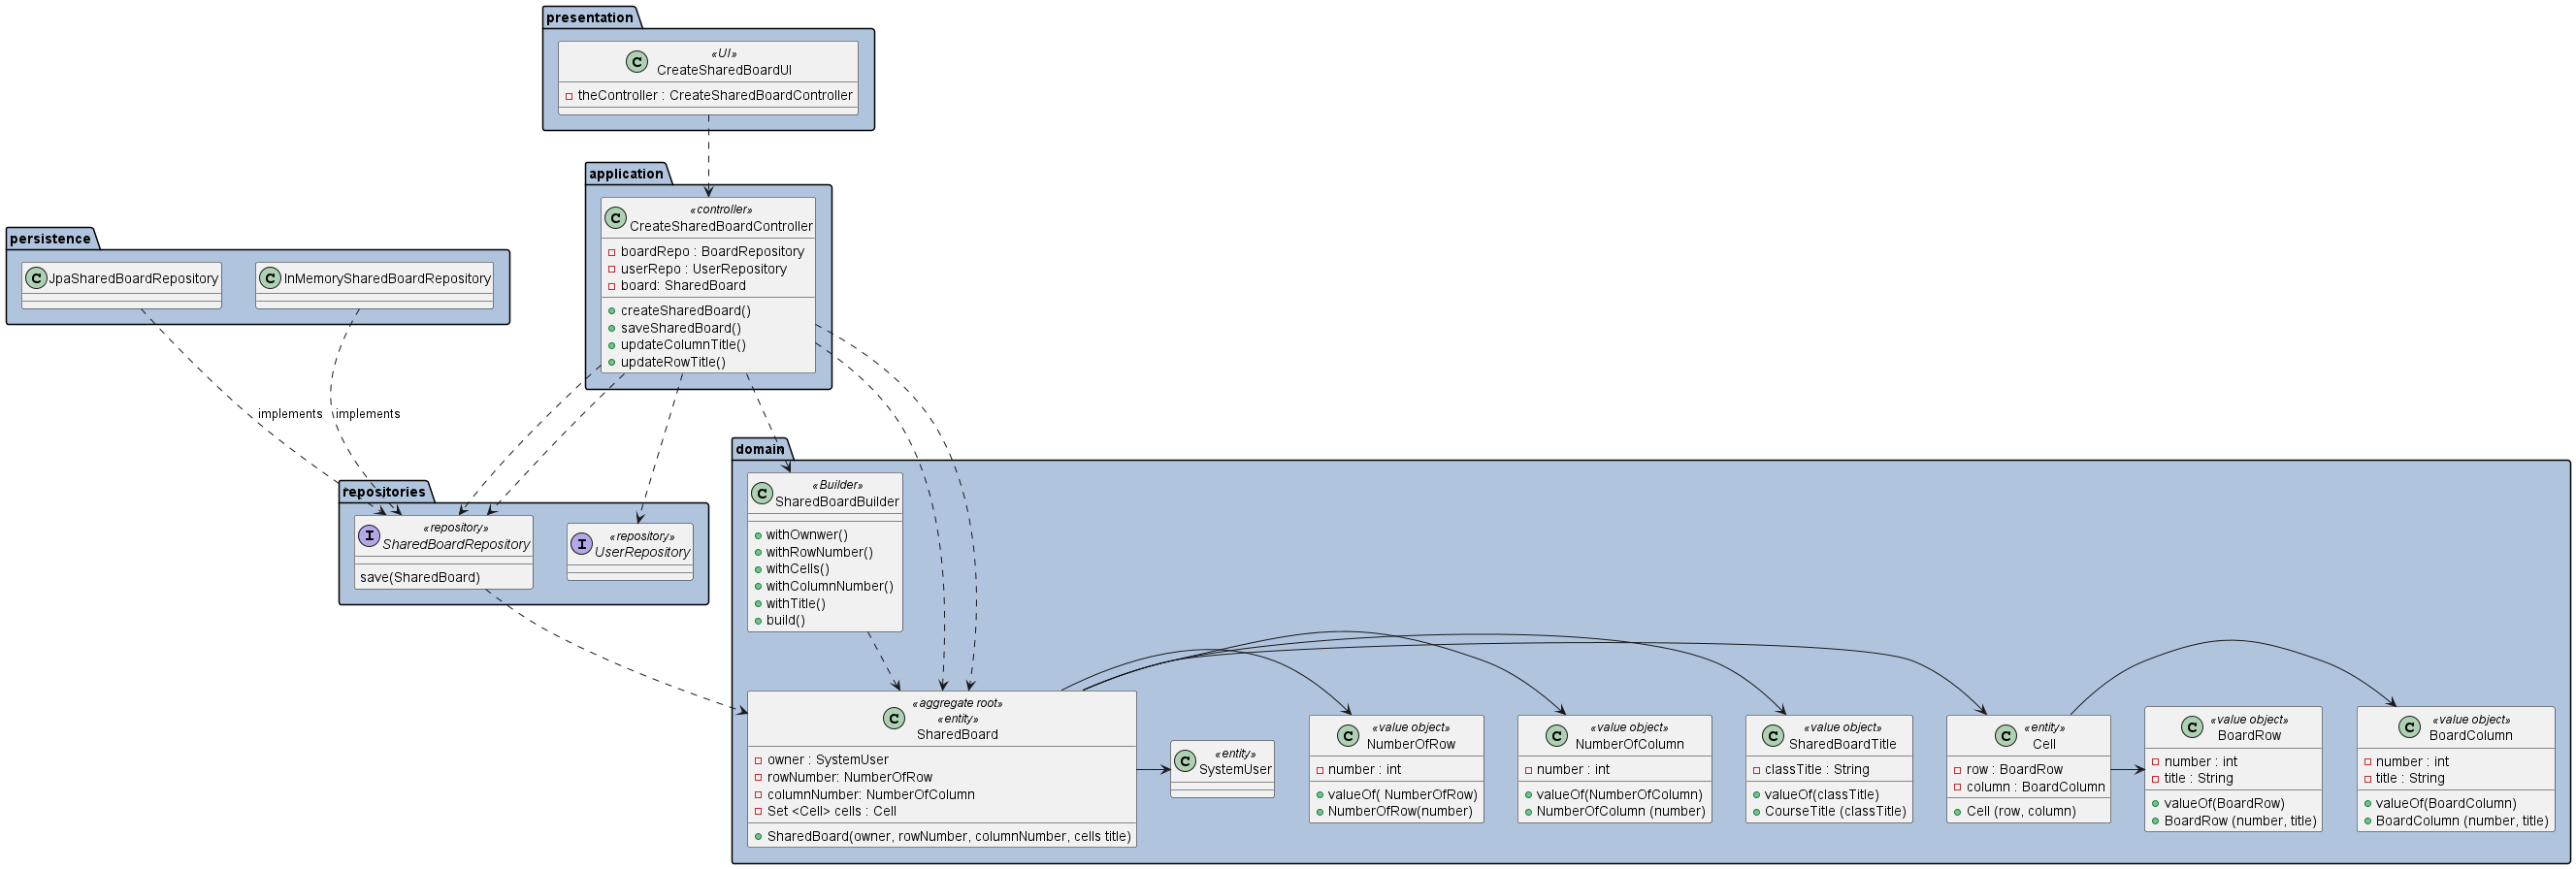 presentation
«UI»
C CreateSharedBoardUI
theController : CreateSharedBoardController
application
«controller»
C CreateSharedBoardController
boardRepo : BoardRepository
userRepo : UserRepository
board: SharedBoard
createSharedBoard()
saveSharedBoard()
updateColumnTitle()
updateRowTitle()
persistence
C JpaSharedBoardRepository
C InMemorySharedBoardRepository
implements
implements
repositories
«repository»
I SharedBoardRepository
save(SharedBoard)
«repository»
I UserRepository
domain
«Builder»
C SharedBoardBuilder
withOwnwer()
withRowNumber()
withCells()
withColumnNumber()
withTitle()
build()
«aggregate root»
«entity»
C SharedBoard
owner : SystemUser
rowNumber: NumberOfRow
columnNumber: NumberOfColumn
Set <Cell> cells : Cell
SharedBoard(owner, rowNumber, columnNumber, cells title)
«entity»
C SystemUser
«value object»
C NumberOfRow
number : int
valueOf( NumberOfRow)
NumberOfRow(number)
«value object»
C NumberOfColumn
number : int
valueOf(NumberOfColumn)
NumberOfColumn (number)
«value object»
C SharedBoardTitle
classTitle : String
valueOf(classTitle)
CourseTitle (classTitle)
«entity»
C Cell
row : BoardRow
column : BoardColumn
Cell (row, column)
«value object»
C BoardRow
number : int
title : String
valueOf(BoardRow)
BoardRow (number, title)
«value object»
C BoardColumn
number : int
title : String
valueOf(BoardColumn)
BoardColumn (number, title)